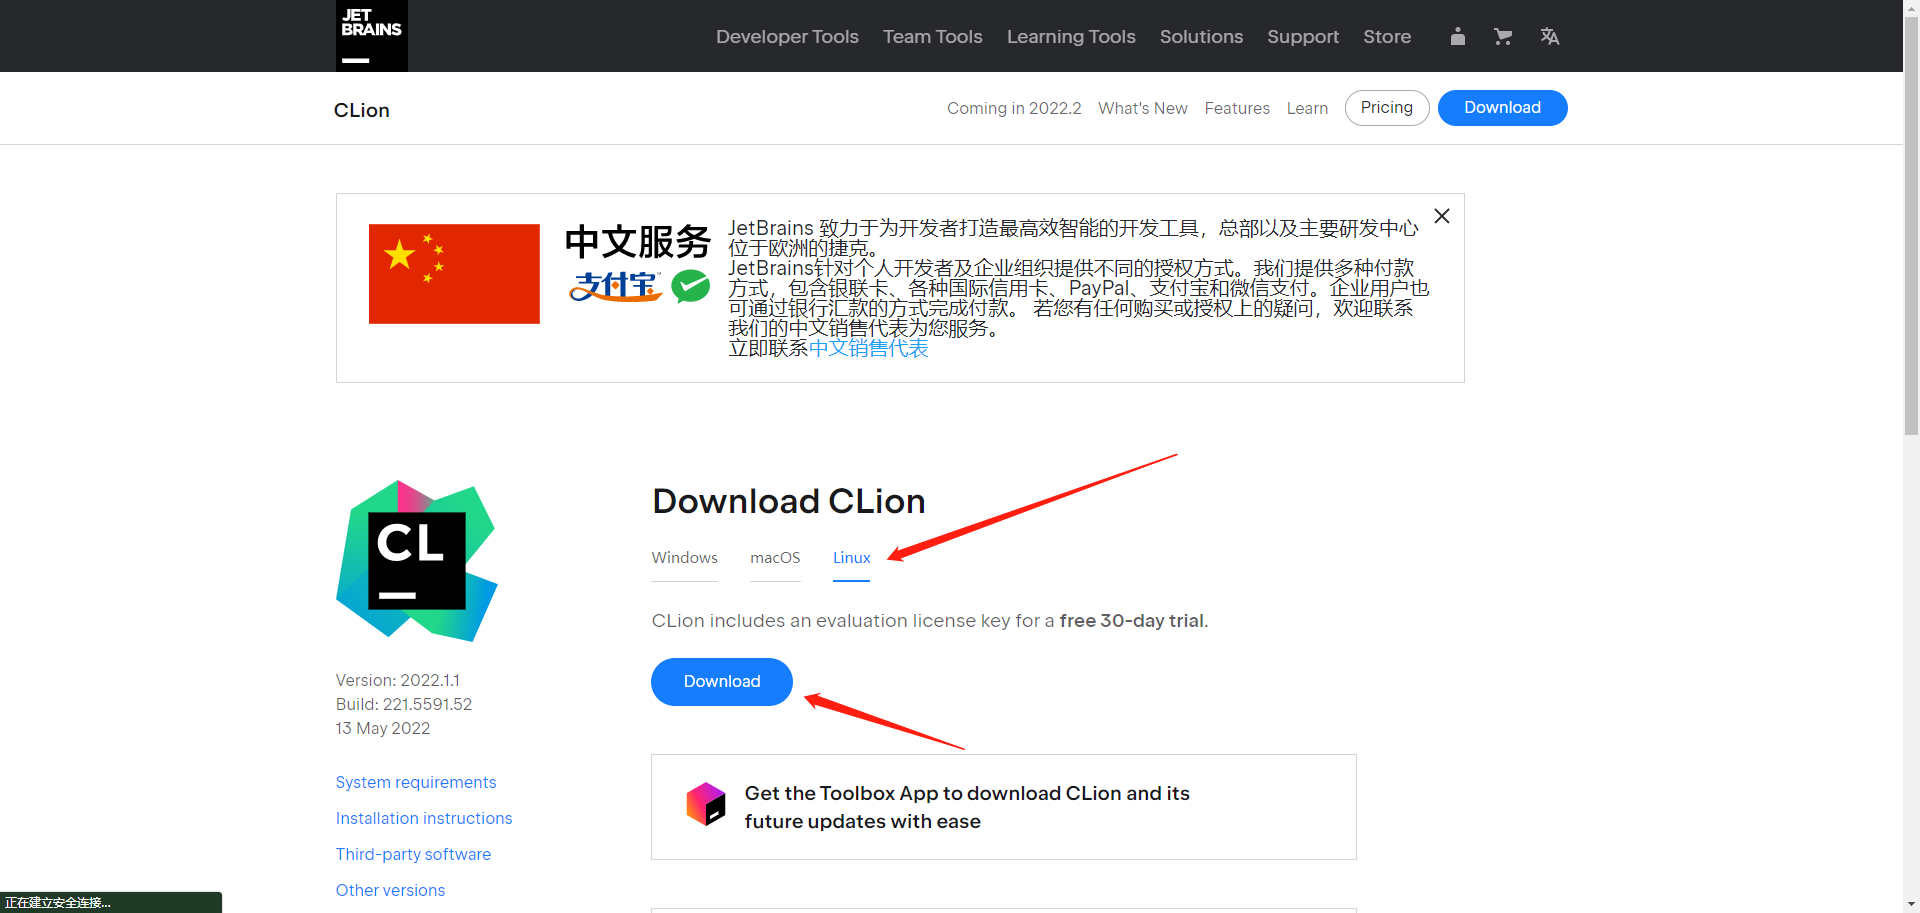 JET
BRAINS
Developer Tools
Team Tools
Learning Tools
Solutions
Support
Store
CLion
Coming in 2022.2
What's New
Features
Learn
Pricing
Download
中文服务
支付宝
JetBrains 致力于为开发者打造最高效智能的开发工具，总部以及主要研发中心
位于欧洲的捷克。
JetBrains针对个人开发者及企业组织提供不同的授权方式。我们提供多种付款
方式，包含银联卡、各种国际信用卡、PayPal、支付宝和微信支付。企业用户也
可通过银行汇款的方式完成付款。 若您有任何购买或授权上的疑问，欢迎联系
我们的中文销售代表为您服务。
立即联系中文销售代表
CL
Version: 2022.1.1
Build: 221.5591.52
13 May 2022
System requirements
Installation instructions
Third-party software
Other versions
Download CLion
Windows
macOS
Linux
CLion includes an evaluation license key for a free 30-day trial.
Download
Get the Toolbox App to download CLion and its
future updates with ease
正在建立安全连接...